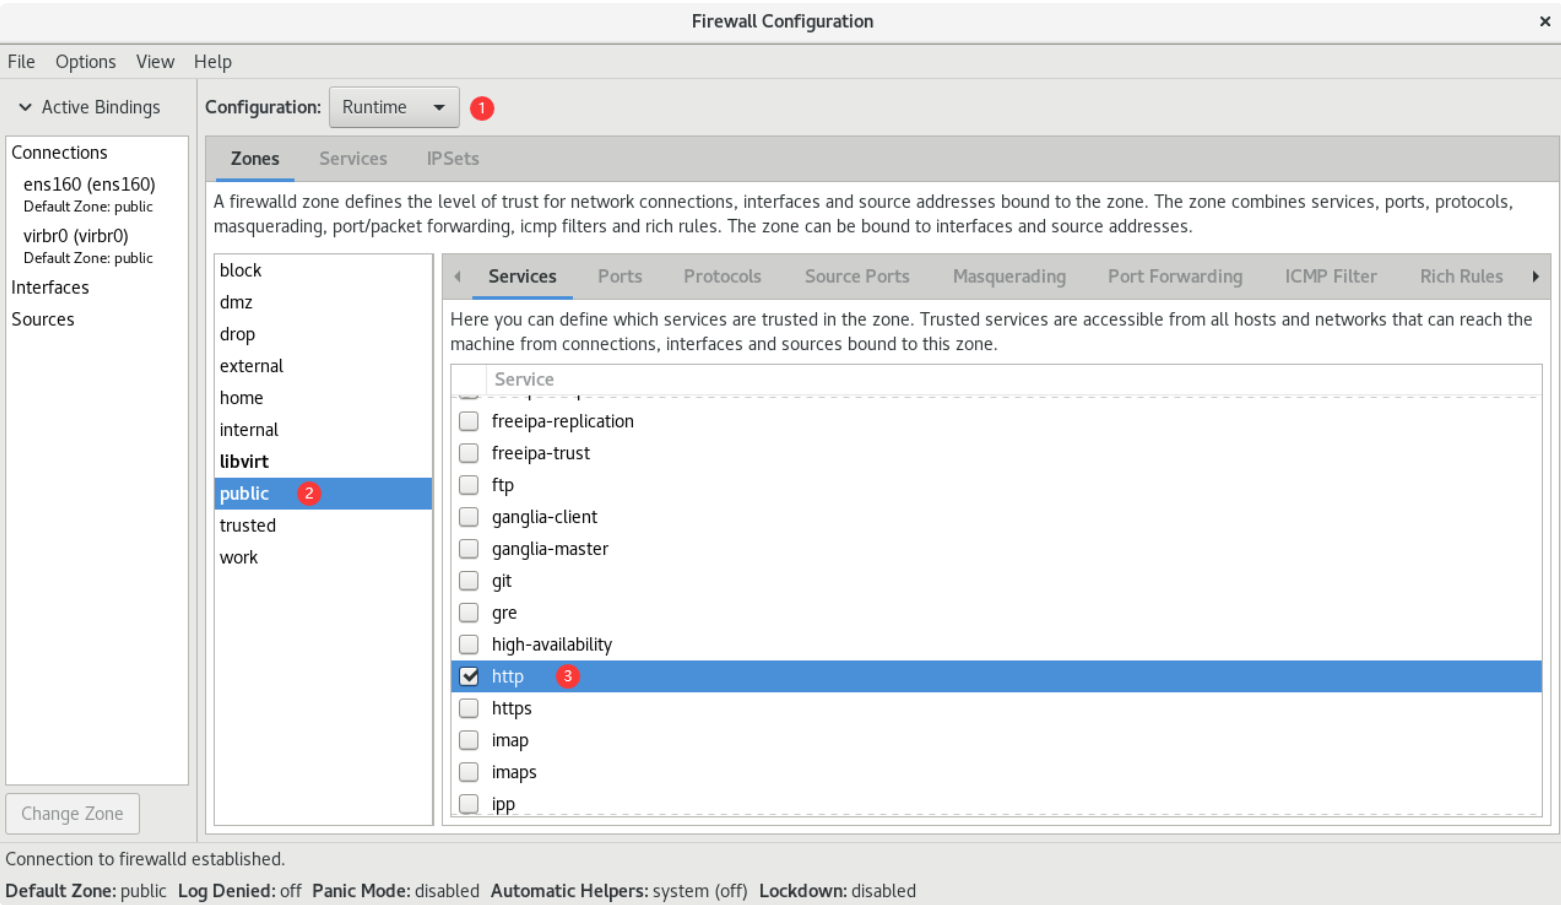 Firewall Configuration ×
File Options View Help
Active Bindings
Configuration: Runtime 1
Connections
ens160 (ens160)
Default Zone: public
virbr0 (virbr0)
Default Zone: public
Interfaces
Sources
Change Zone
Zones Services IPSets
A firewalld zone defines the level of trust for network connections, interfaces and source addresses bound to the zone. The zone combines services, ports, protocols,
masquerading, port/packet forwarding, icmp filters and rich rules. The zone can be bound to interfaces and source addresses.
block
dmz
drop
external
home
internal
libvirt
public 2
trusted
work
Services Ports Protocols Source Ports Masquerading Port Forwarding ICMP Filter Rich Rules
Here you can define which services are trusted in the zone. Trusted services are accessible from all hosts and networks that can reach the
machine from connections, interfaces and sources bound to this zone.
Service
freeipa-replication
freeipa-trust
ftp
ganglia-client
ganglia-master
git
gre
high-availability
http 3
https
imap
imaps
ipp
Connection to firewalld established.
Default Zone: public Log Denied: off Panic Mode: disabled Automatic Helpers: system (off) Lockdown: disabled